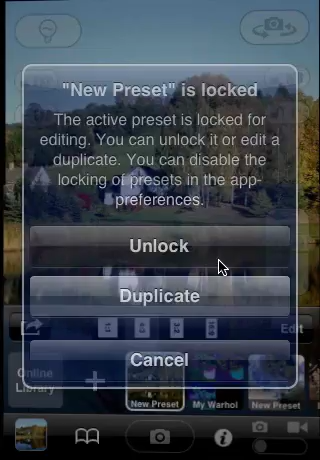 "New Preset" is locked
The active preset is locked for
editing. You can unlock it or edit a
duplicate. You can disable the
locking of presets in the app-
preferences.
Unlock
Duplicate
Cancel
Edit
Online
Library
New Preset
My Warhol
New Preset